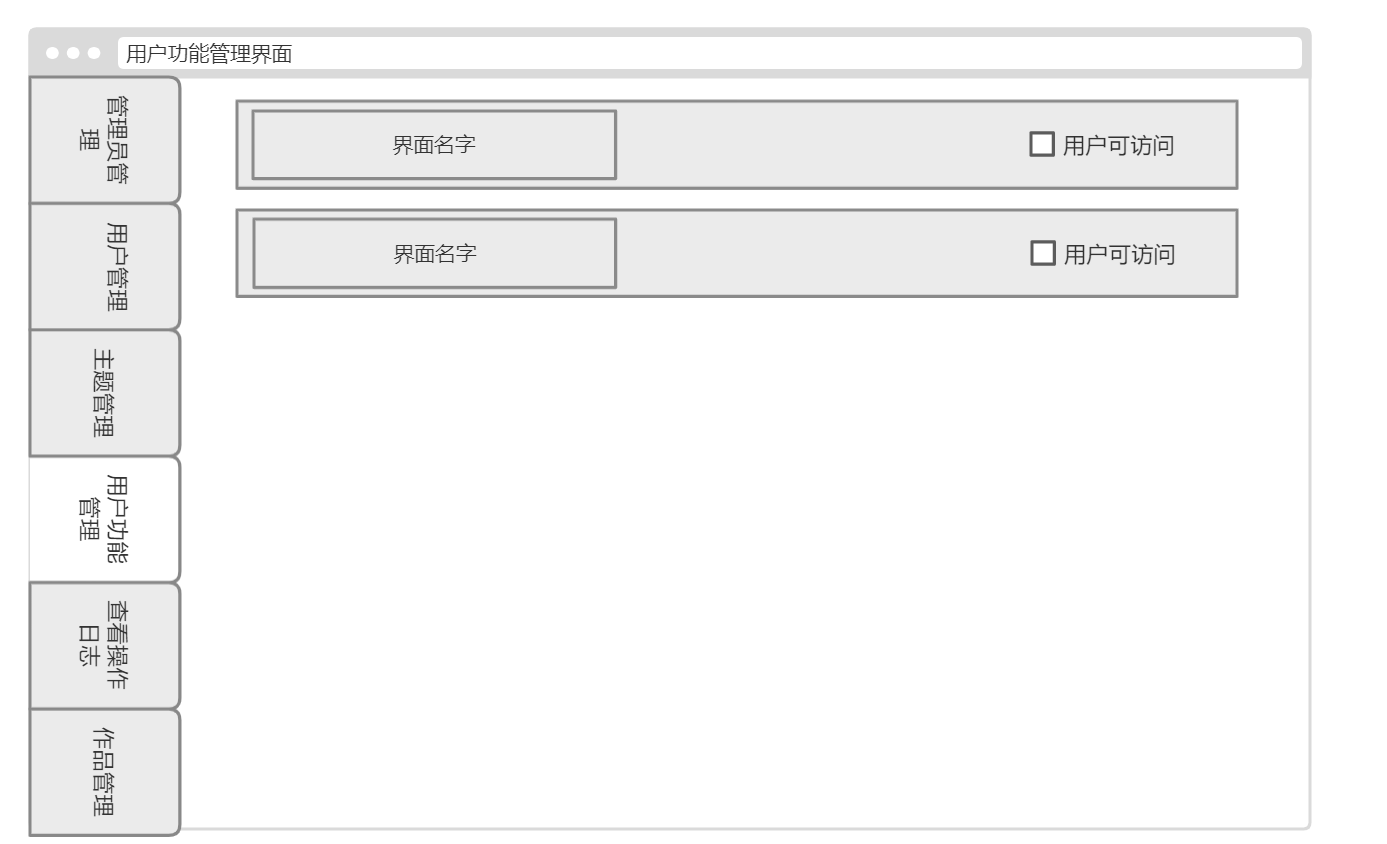 用户功能管理界面
管理员管
理
用户管理
主题管理
用户功能
管理
查看操作
日志
作品管理
界面名字
用户可访问
界面名字
用户可访问